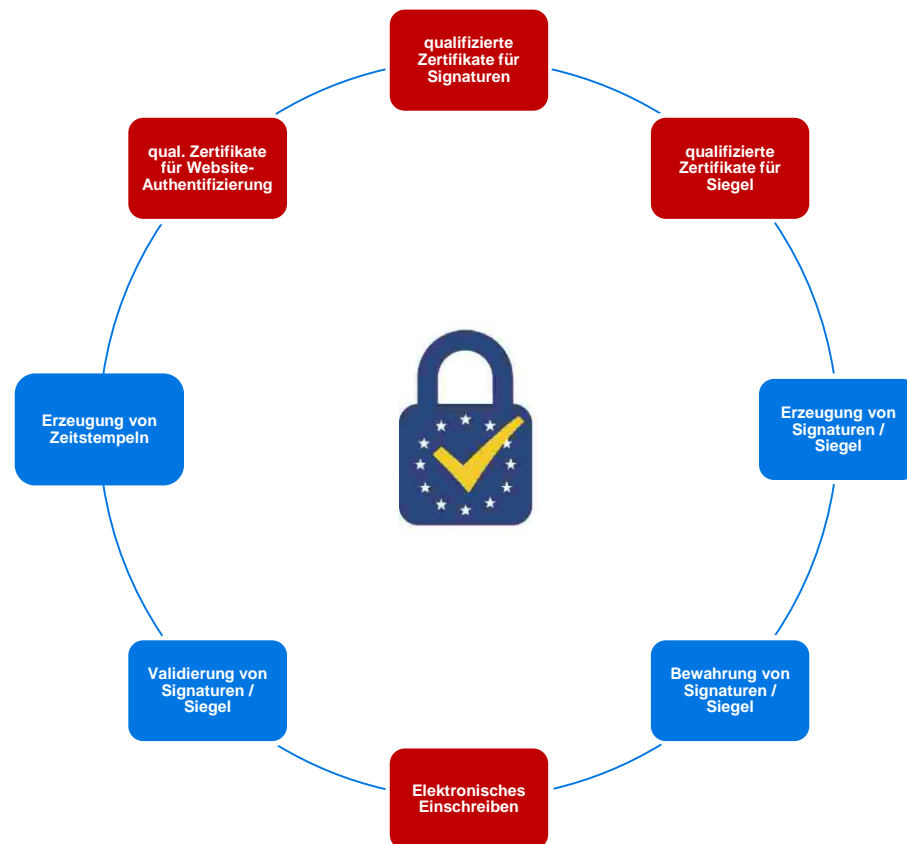 qualifizierte
Zertifikate für
Signaturen
qual. Zertifikate
für Website-
Authentifizierung
qualifizierte
Zertifikate für
Siegel
Erzeugung von
Zeitstempeln
Erzeugung von
Signaturen /
Siegel
Validierung von
Signaturen /
Siegel
Bewahrung von
Signaturen /
Siegel
Elektronisches
Einschreiben